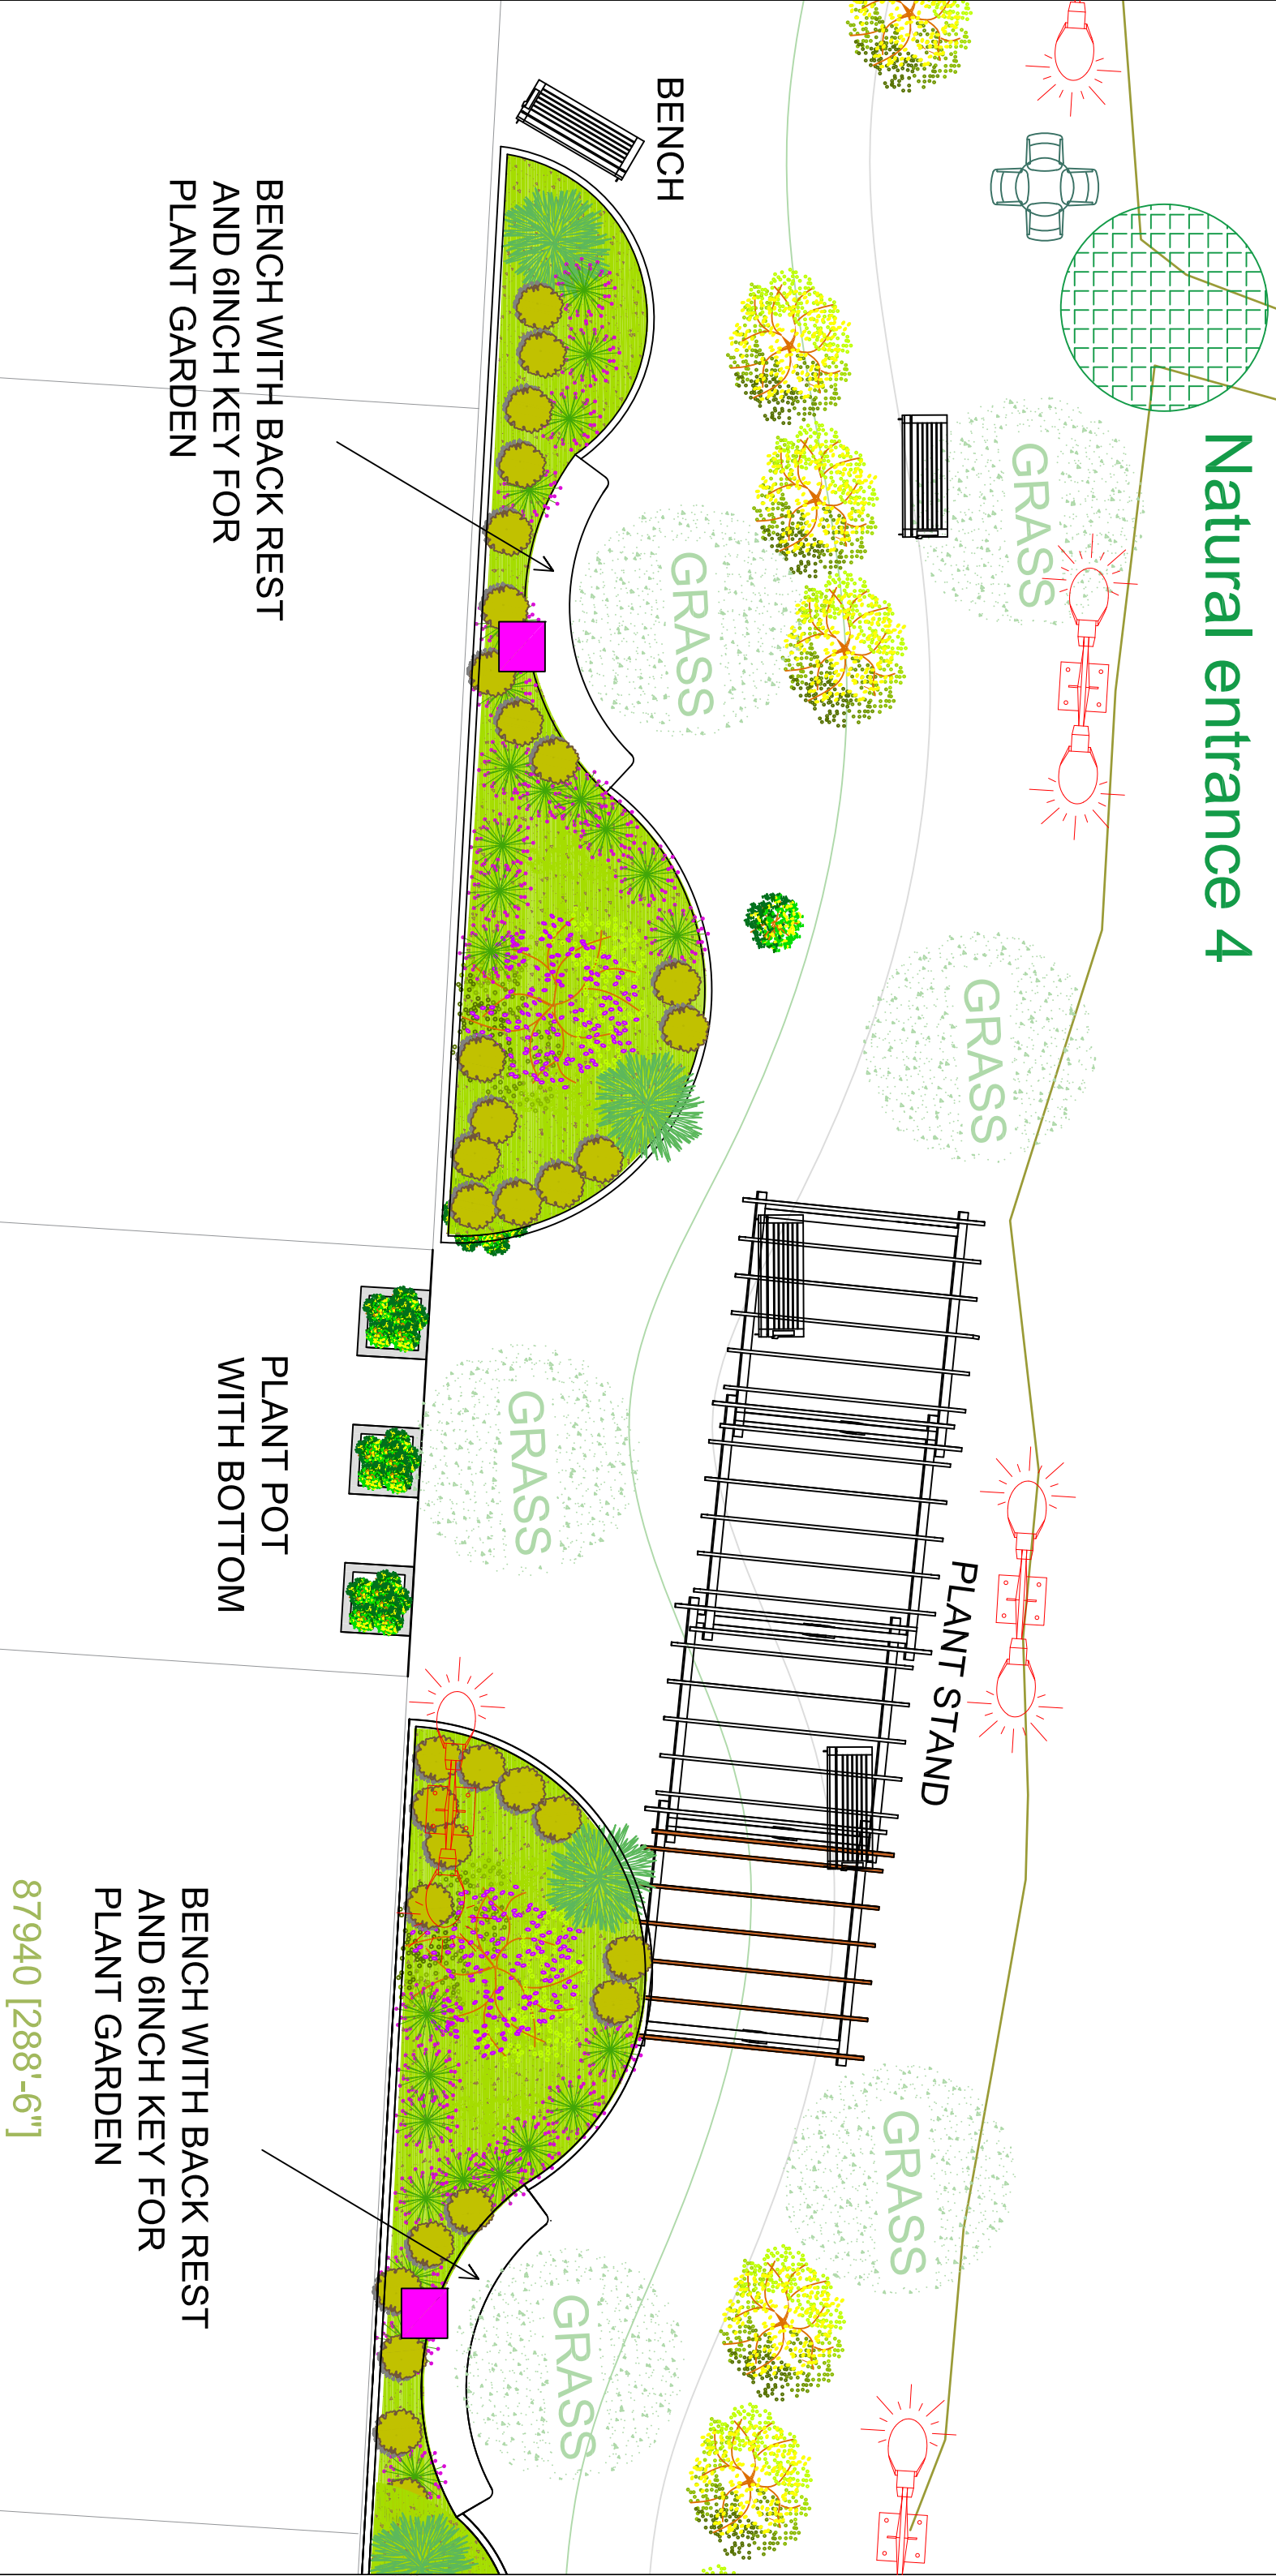 Natural entrance 4
BENCH
BENCH WITH BACK REST
AND 6INCH KEY FOR
PLANT GARDEN
GRASS
GRASS
GRASS
GRASS
PLANT STAND
PLANT POT
WITH BOTTOM
GRASS
GRASS
BENCH WITH BACK REST
AND 6INCH KEY FOR
PLANT GARDEN
87940 [288'-6"]